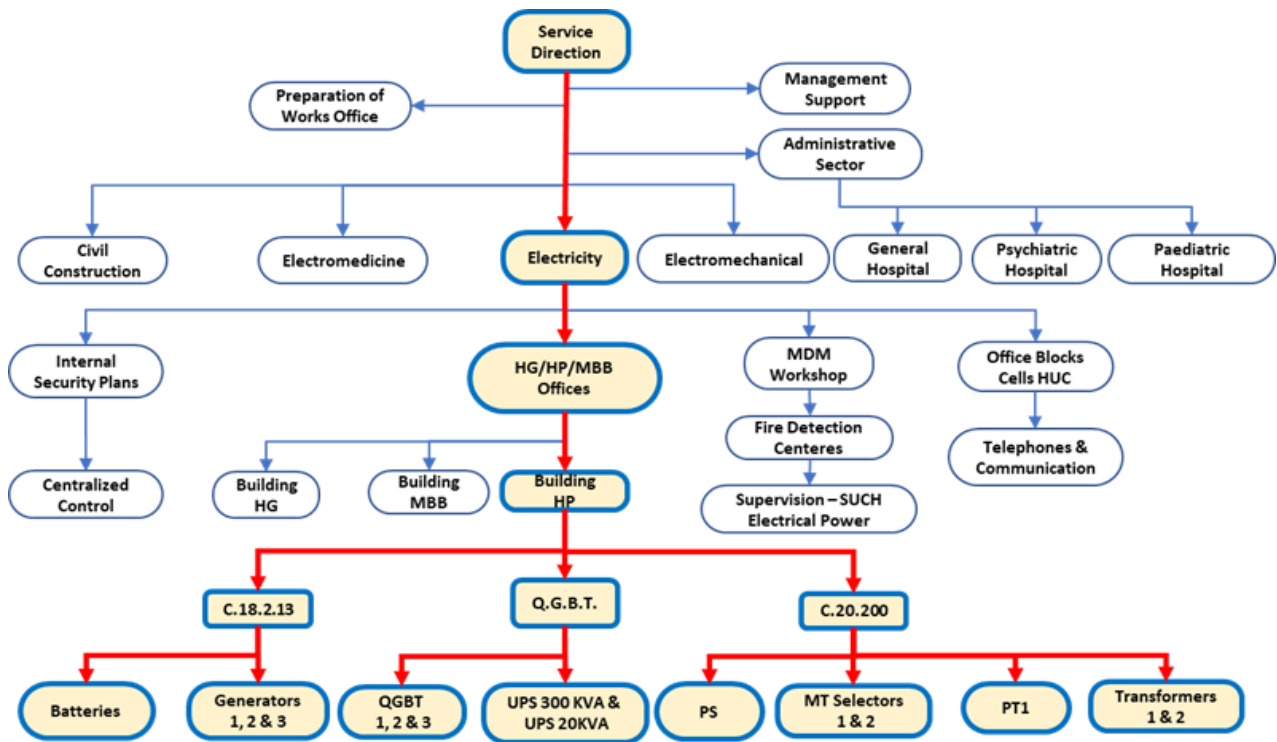 Service
Direction
Preparation of
Works Office
Management
Support
Administrative
Sector
Civil
Construction
Electromedicine
Electricity
Electromechanical
General
Hospital
Psychiatric
Hospital
Paediatric
Hospital
Internal
Security Plans
HG/HP/MBB
Offices
MDM
Workshop
Office Blocks
Cells HUC
Fire Detection
Centeres
Telephones &
Communication
Centralized
Control
Building
HG
Building
MBB
Building
HP
Supervision – SUCH
Electrical Power
C.18.2.13
Q.G.B.T.
C.20.200
Batteries
Generators
1, 2 & 3
QGBT
1, 2 & 3
UPS 300 KVA &
UPS 20KVA
PS
MT Selectors
1 & 2
PT1
Transformers
1 & 2